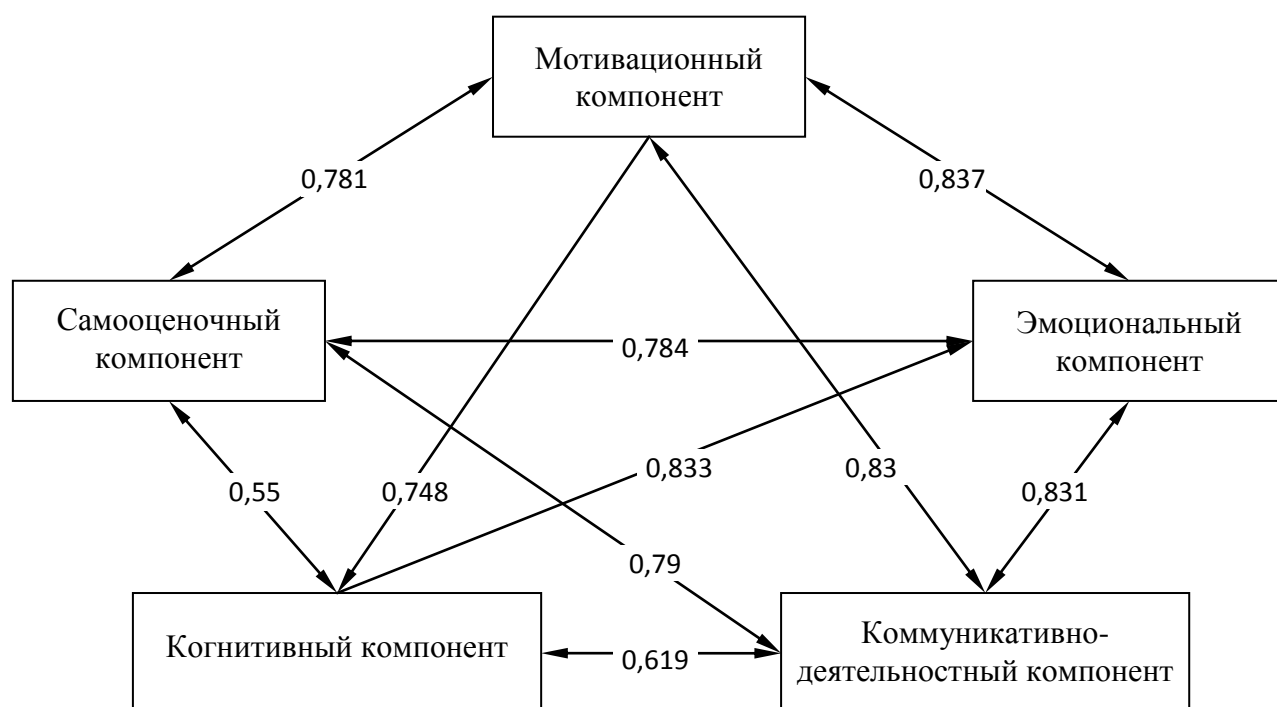 Мотивационный
компонент
0,781
0,837
Самооценочный
компонент
0,784
Эмоциональный
компонент
0,55
0,748
0,833
0,83
0,831
0,79
Когнитивный компонент
0,619
Коммуникативно-
деятельностный компонент